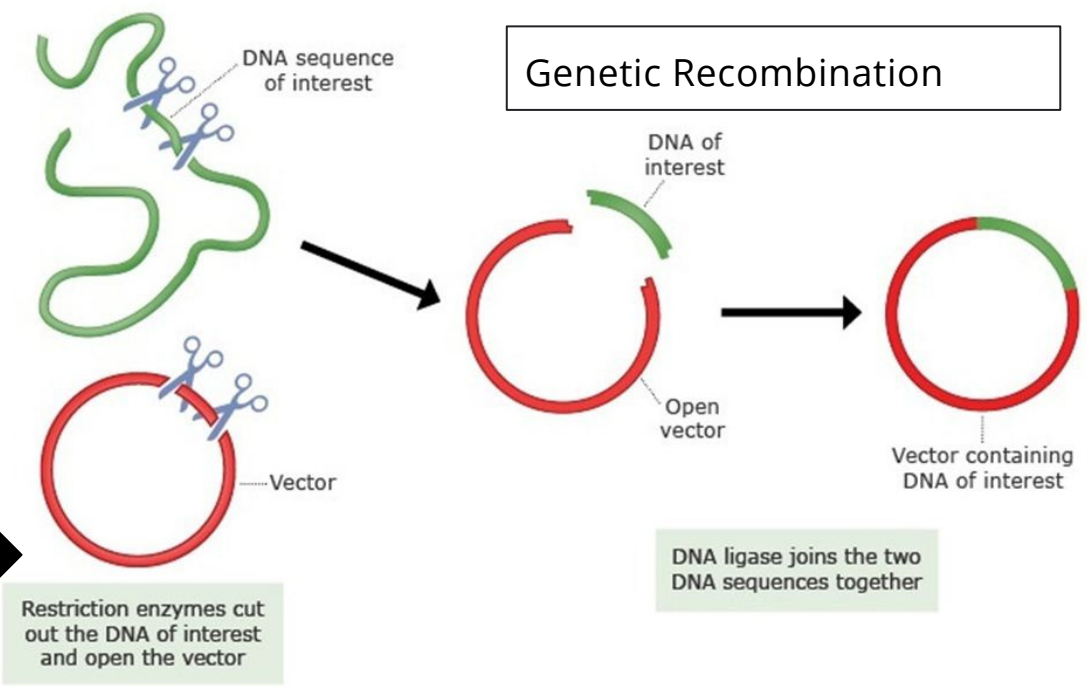 DNA sequence
of interest
Genetic Recombination
DNA of
interest
Open
vector
Vector
Vector containing
DNA of interest
DNA ligase joins the two
DNA sequences together
Restriction enzymes cut
out the DNA of interest
and open the vector